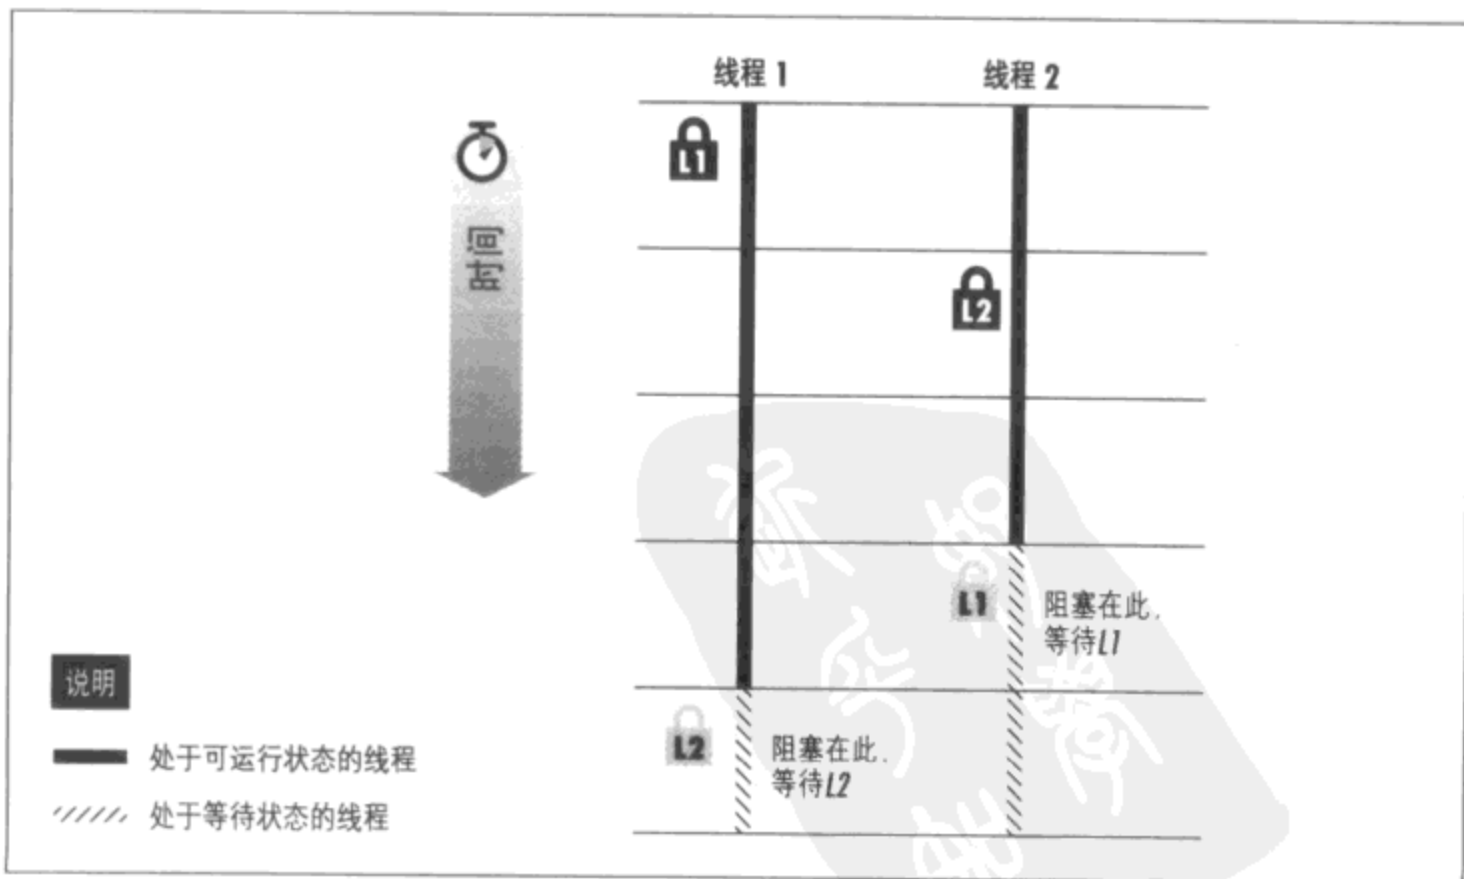 线程 1
线程 2
L1
时间
L2
L1
阻塞在此,
等待L1
说明
L2
阻塞在此,
等待L2
处于可运行状态的线程
处于等待状态的线程